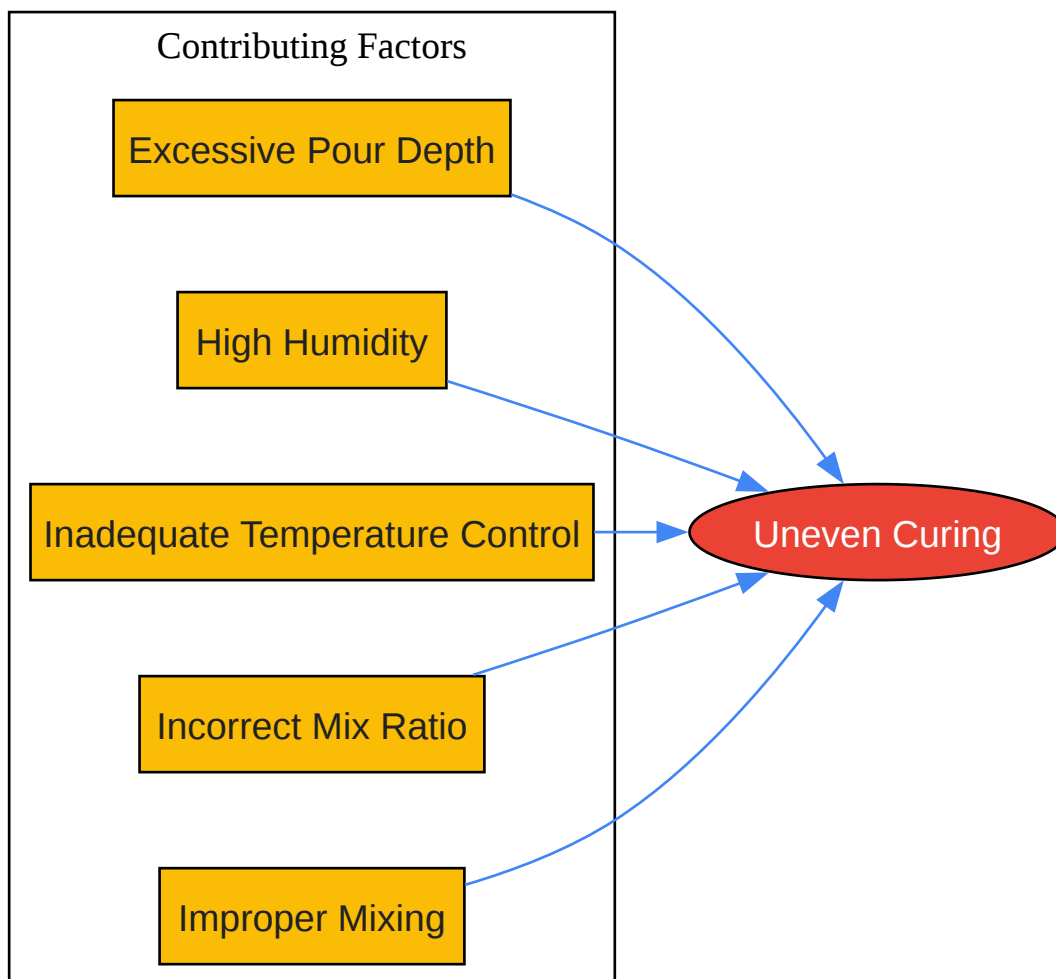 Contributing Factors
Excessive Pour Depth
High Humidity
Inadequate Temperature Control
Uneven Curing
Incorrect Mix Ratio
Improper Mixing